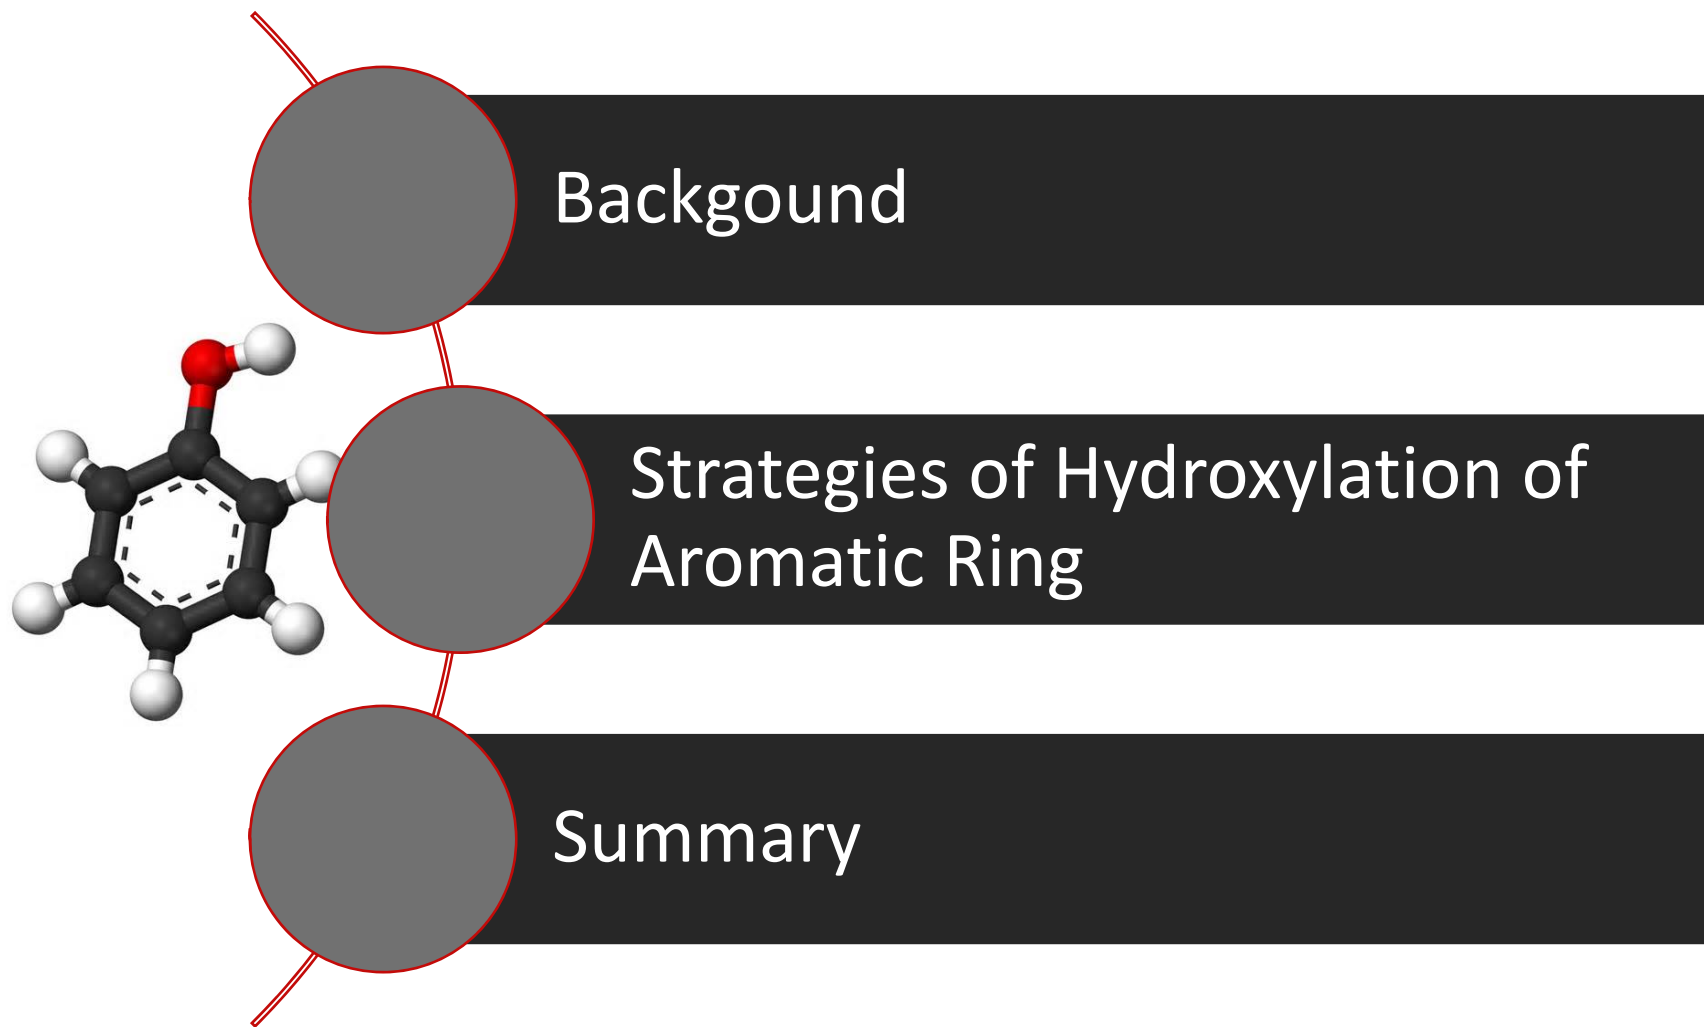 Backgound
Strategies of Hydroxylation of
Aromatic Ring
Summary